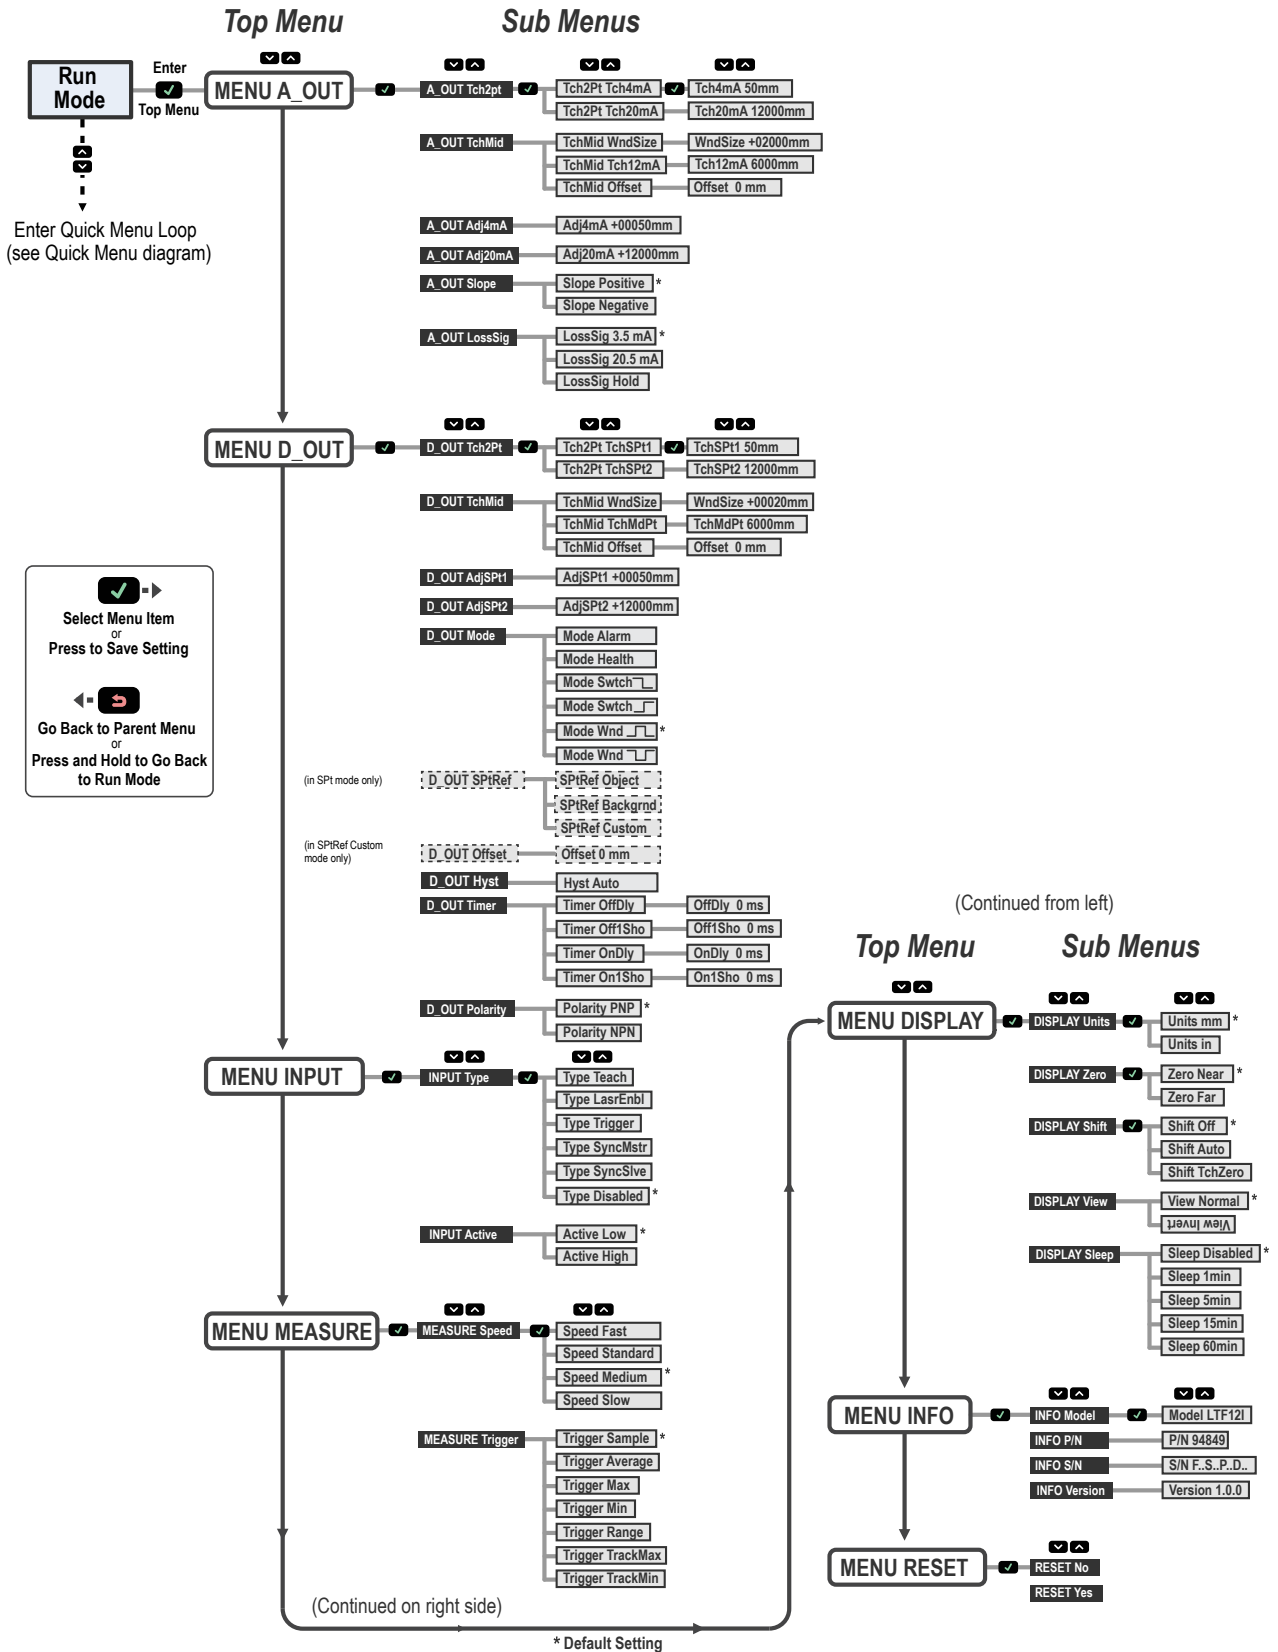 Top Menu
Sub Menus
Run Mode
Enter
Top Menu
Enter Quick Menu Loop
(see Quick Menu diagram)
MENU A_OUT
A_OUT Tch2pt
Tch2Pt Tch4mA
Tch4mA 50mm
Tch2Pt Tch20mA
Tch20mA 12000mm
A_OUT TchMid
TchMid WndSize
WndSize +02000mm
TchMid Tch12mA
Tch12mA 6000mm
TchMid Offset
Offset 0 mm
A_OUT Adj4mA
Adj4mA +00050mm
A_OUT Adj20mA
Adj20mA +12000mm
A_OUT Slope
Slope Positive *
Slope Negative
A_OUT LossSig
LossSig 3.5 mA *
LossSig 20.5 mA
LossSig Hold
MENU D_OUT
D_OUT Tch2Pt
Tch2Pt TchSPt1
TchSPt1 50mm
Tch2Pt TchSPt2
TchSPt2 12000mm
D_OUT TchMid
TchMid WndSize
WndSize +00020mm
TchMid TchMdPt
TchMdPt 6000mm
TchMid Offset
Offset 0 mm
D_OUT AdjSPt1
AdjSPt1 +00050mm
D_OUT AdjSPt2
AdjSPt2 +12000mm
D_OUT Mode
Mode Alarm
Mode Health
Mode Swtch
Mode Swtch
Mode Wnd *
Mode Wnd
(in SPt mode only)
D_OUT SPtRef
SPtRef Object
SPtRef Backgrnd
SPtRef Custom
(in SPtRef Custom
mode only)
D_OUT Offset
Offset 0 mm
D_OUT Hyst
Hyst Auto
D_OUT Timer
Timer OffDly
OffDly 0 ms
Timer Off1Sho
Off1Sho 0 ms
Timer OnDly
OnDly 0 ms
Timer On1Sho
On1Sho 0 ms
D_OUT Polarity
Polarity PNP *
Polarity NPN
Select Menu Item
or
Press to Save Setting
Go Back to Parent Menu
or
Press and Hold to Go Back
to Run Mode
MENU INPUT
INPUT Type
Type Teach
Type LasrEnbl
Type Trigger
Type SyncMstr
Type SyncSlve
Type Disabled *
INPUT Active
Active Low *
Active High
MENU MEASURE
MEASURE Speed
Speed Fast
Speed Standard
Speed Medium *
Speed Slow
MEASURE Trigger
Trigger Sample *
Trigger Average
Trigger Max
Trigger Min
Trigger Range
Trigger TrackMax
Trigger TrackMin
(Continued on right side)
* Default Setting
(Continued from left)
Top Menu
Sub Menus
MENU DISPLAY
DISPLAY Units
Units mm *
Units in
DISPLAY Zero
Zero Near *
Zero Far
DISPLAY Shift
Shift Off *
Shift Auto
Shift TchZero
DISPLAY View
View Normal *
View Invert
DISPLAY Sleep
Sleep Disabled *
Sleep 1min
Sleep 5min
Sleep 15min
Sleep 60min
MENU INFO
INFO Model
Model LTF12I
INFO P/N
P/N 94849
INFO S/N
S/N F..S..P..D..
INFO Version
Version 1.0.0
MENU RESET
RESET No
RESET Yes